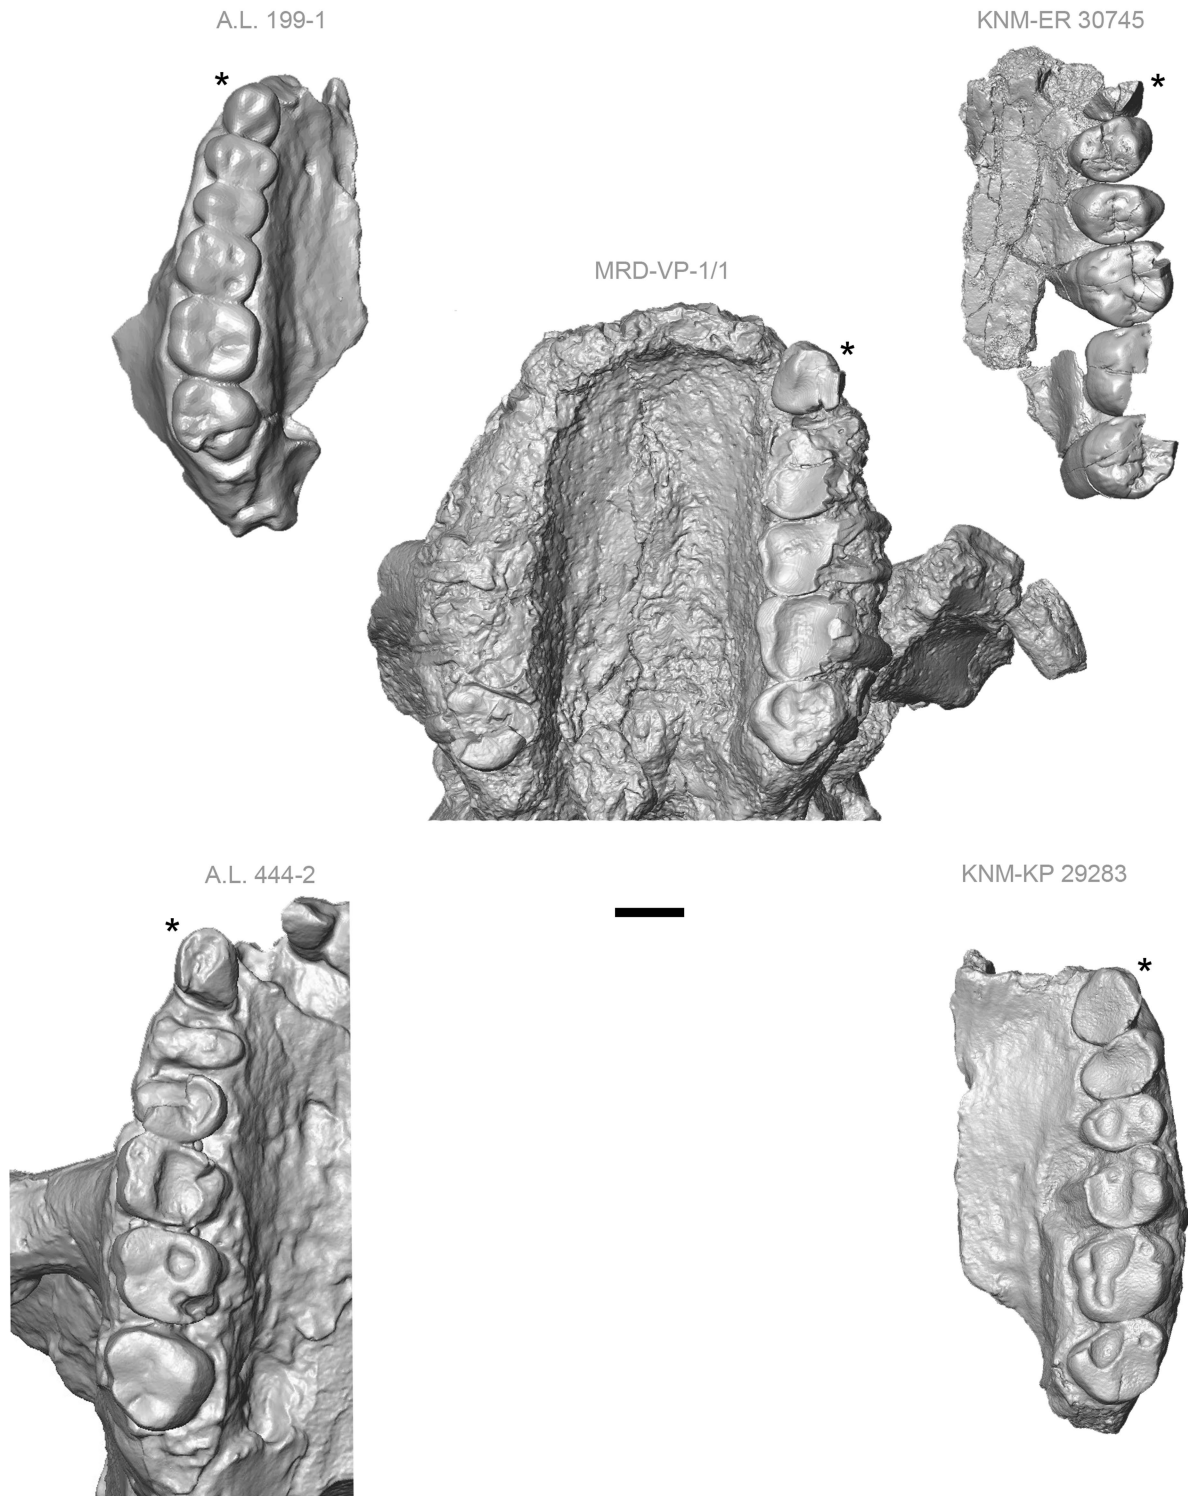 A.L. 199-1
KNM-ER 30745
*
*
MRD-VP-1/1
*
A.L. 444-2
KNM-KP 29283
*
*